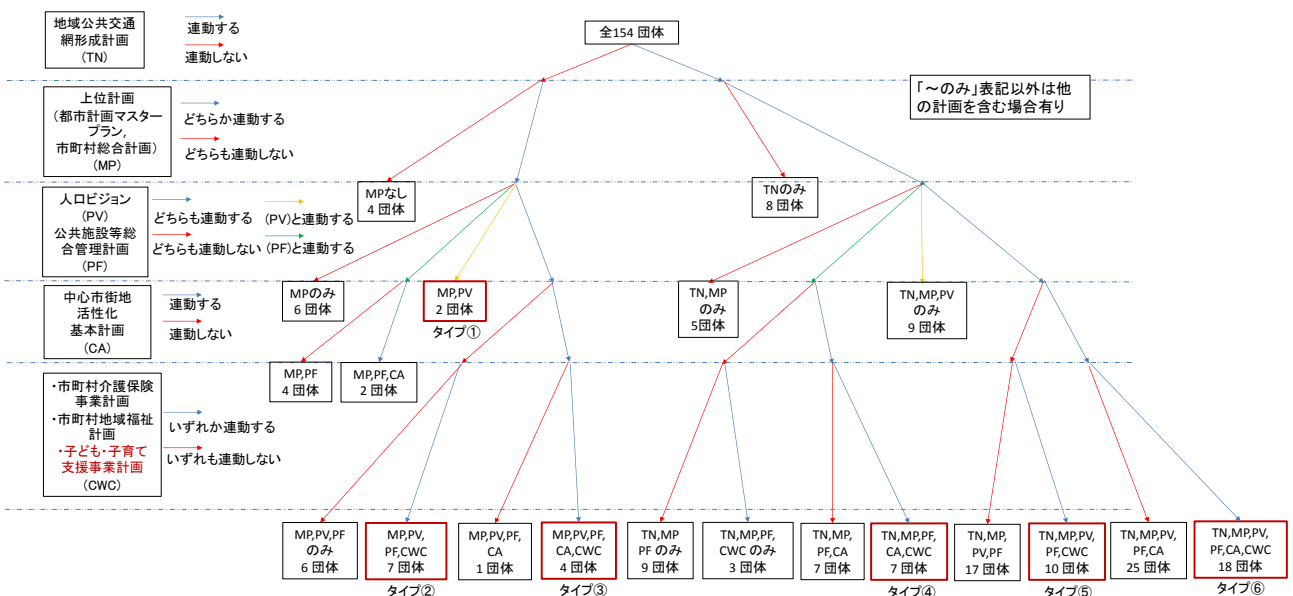 地域公共交通
網形成計画
(TN)
連動する
連動しない
全154 団体
上位計画
(都市計画マスター
プラン,
市町村総合計画)
(MP)
どちらか連動する
どちらも連動しない
「~のみ」表記以外は他
の計画を含む場合有り
人口ビジョン
(PV)
公共施設等総
合管理計画
(PF)
どちらも連動する
(PV)と連動する
どちらも連動しない
(PF)と連動する
MPなし
4 団体
TNのみ
8 団体
中心市街地
活性化
基本計画
(CA)
連動する
連動しない
MPのみ
6 団体
MP,PV
2 団体
タイプ①
TN,MP
のみ
5団体
TN,MP,PV
のみ
9 団体
・市町村介護保険
事業計画
・市町村地域福祉
計画
・子ども・子育て
支援事業計画
(CWC)
いずれか連動する
いずれも連動しない
MP,PF
4 団体
MP,PF,CA
2 団体
MP,PV,PF
のみ
6 団体
MP,PV,
PF,CWC
7 団体
タイプ②
MP,PV,PF,
CA
1 団体
MP,PV,PF,
CA,CWC
4 団体
タイプ③
TN,MP
PF のみ
9 団体
TN,MP,PF,
CWC のみ
3 団体
TN,MP,
PF,CA
7 団体
TN,MP,PF
CA,CWC
7 団体
タイプ④
TN,MP,
PV,PF
17 団体
TN,MP,PV,
PF,CWC
10 団体
タイプ⑤
TN,MP,PV,
PF,CA
25 団体
TN,MP,PV,
PF,CA,CWC
18 団体
タイプ⑥